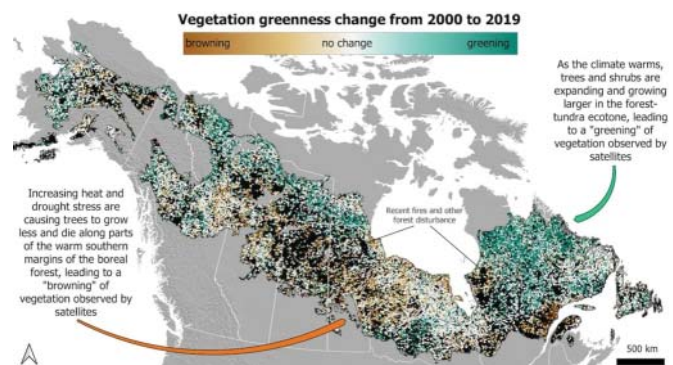 Vegetation greenness change from 2000 to 2019
browning no change greening
As the climate warms,
trees and shrubs are
expanding and growing
larger in the forest-
tundra ecotone, leading
to a "greening" of
vegetation observed by
satellites
Increasing heat and
drought stress are
causing trees to grow
less and die along parts
of the warm southern
margins of the boreal
forest, leading to a
"browning" of
vegetation observed by
satellites
Recent fires and other
forest disturbance
500 km